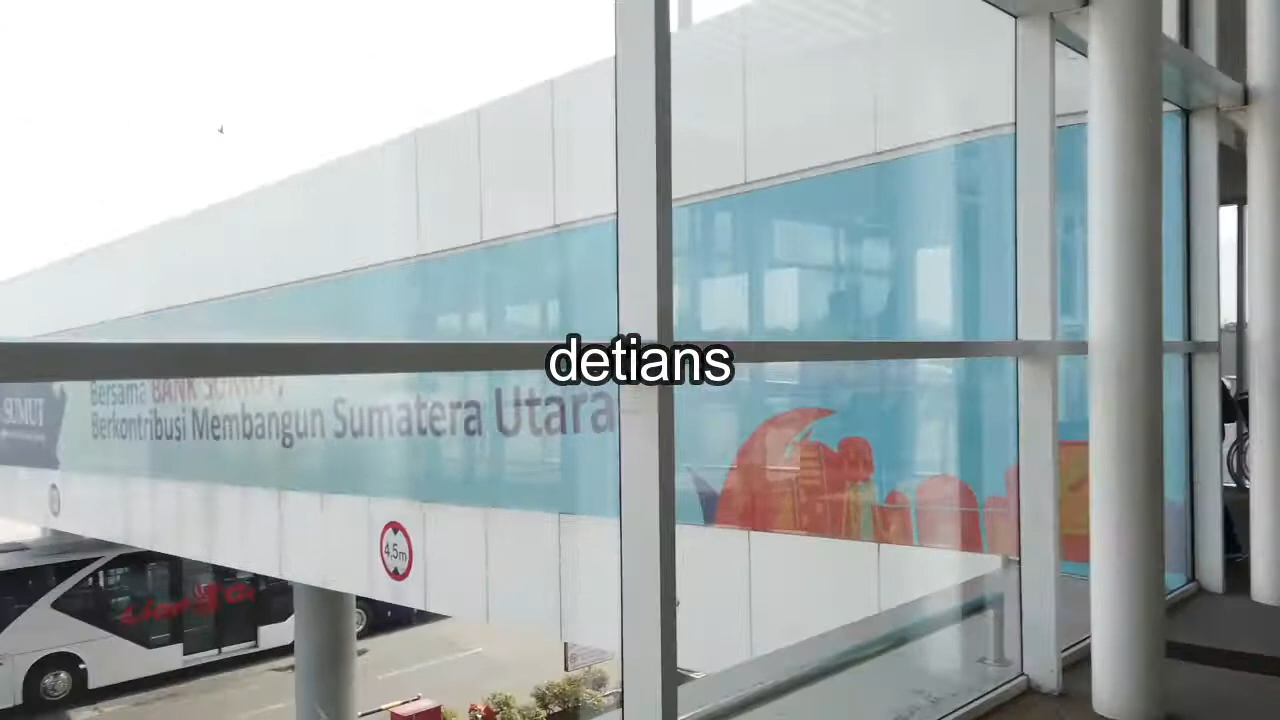 detians
SUMUT
Bersama BANK SUMUT,
Berkontribusi Membangun Sumatera Utara
4,5m